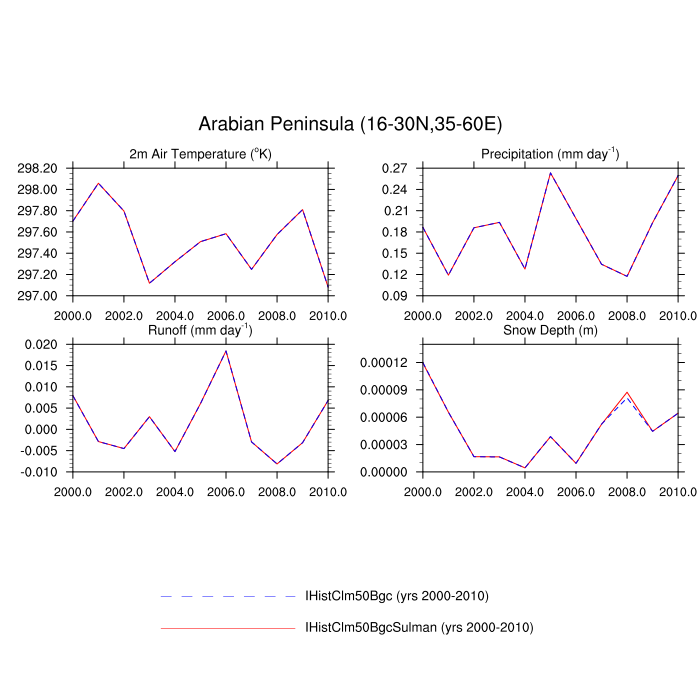 Arabian Peninsula (16-30N,35-60E)
2m Air Temperature (°K)
298.20
298.00
297.80
297.60
297.40
297.20
297.00
2000.0 2002.0 2004.0 2006.0 2008.0 2010.0
Precipitation (mm day⁻¹)
0.27
0.24
0.21
0.18
0.15
0.12
0.09
2000.0 2002.0 2004.0 2006.0 2008.0 2010.0
Runoff (mm day⁻¹)
0.020
0.015
0.010
0.005
0.000
-0.005
-0.010
2000.0 2002.0 2004.0 2006.0 2008.0 2010.0
Snow Depth (m)
0.00012
0.00009
0.00006
0.00003
0.00000
2000.0 2002.0 2004.0 2006.0 2008.0 2010.0
IHistClm50Bgc (yrs 2000-2010)
IHistClm50BgcSulman (yrs 2000-2010)